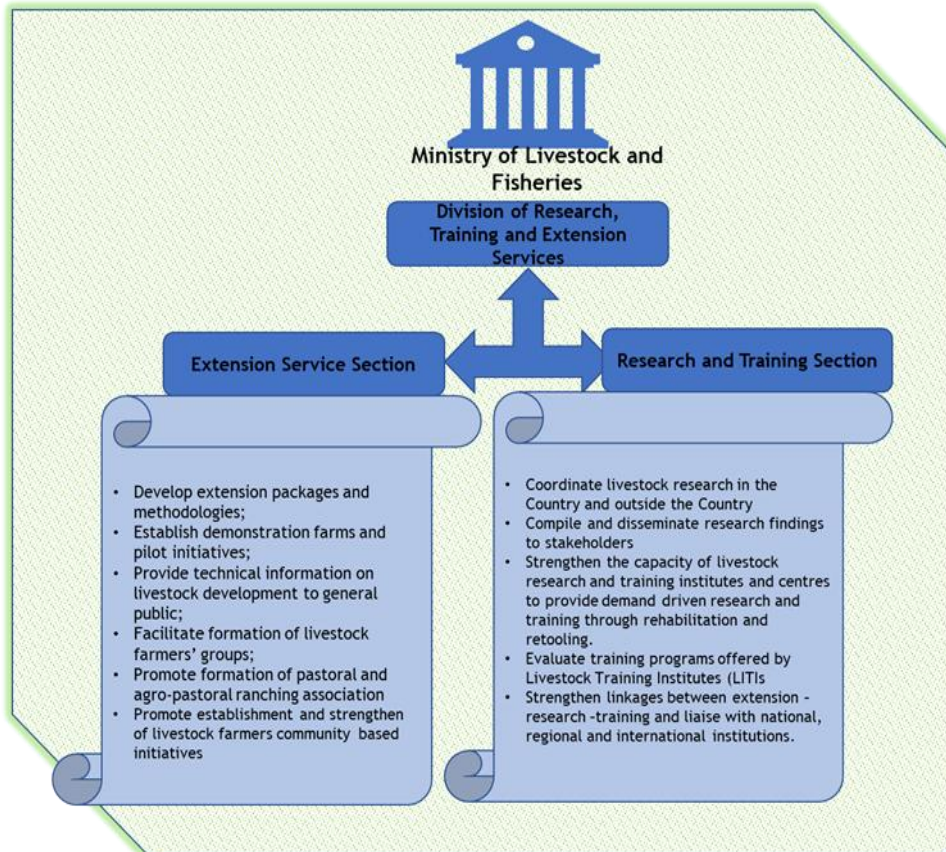 Ministry of Livestock and
Fisheries
Division of Research,
Training and Extension
Services
Extension Service Section
• Develop extension packages and
methodologies;
• Establish demonstration farms and
pilot initiatives;
• Provide technical information on
livestock development to general
public;
• Facilitate formation of livestock
farmers’ groups;
• Promote formation of pastoral and
agro-pastoral ranching association
• Promote establishment and strengthen
of livestock farmers community based
initiatives
Research and Training Section
• Coordinate livestock research in the
Country and outside the Country
• Compile and disseminate research findings
to stakeholders
• Strengthen the capacity of livestock
research and training institutes and centres
to provide demand driven research and
training through rehabilitation and
retooling.
• Evaluate training programs offered by
Livestock Training Institutes (LITIs
• Strengthen linkages between extension –
research –training and liaise with national,
regional and international institutions.